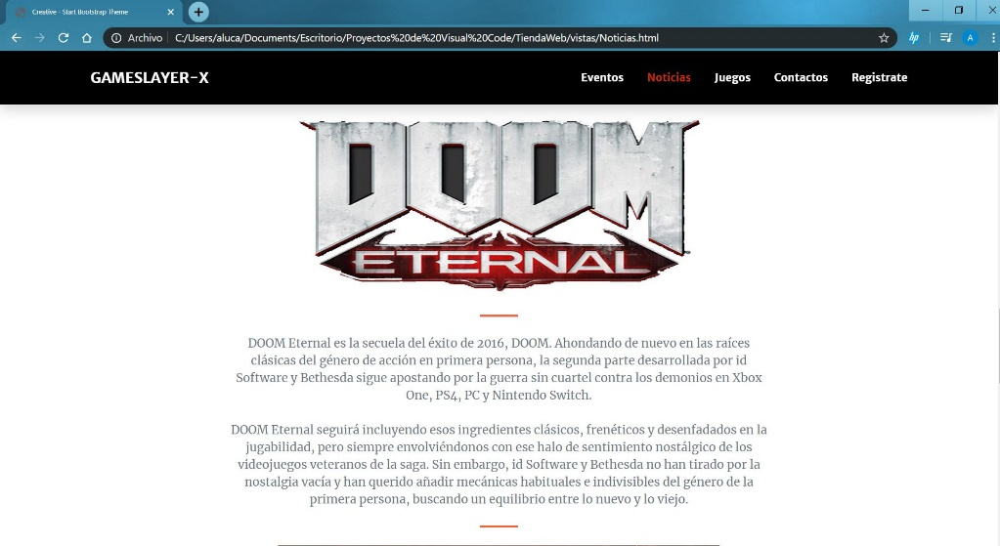 Creative - Start Bootstrap Theme
Archivo C:/Users/aluca/Documents/Escritorio/Proyectos%20de%20Visual%20Code/TiendaWeb/vistas/Noticias.html
hp
A
GAMESLAYER-X
Eventos Noticias Juegos Contactos Registrate
DOOM
ETERNAL
DOOM Eternal es la secuela del éxito de 2016, DOOM. Ahondando de nuevo en las raíces
clásicas del género de acción en primera persona, la segunda parte desarrollada por id
Software y Bethesda sigue apostando por la guerra sin cuartel contra los demonios en Xbox
One, PS4, PC y Nintendo Switch.
DOOM Eternal seguirá incluyendo esos ingredientes clásicos, frenéticos y desenfadados en la
jugabilidad, pero siempre envolviéndonos con ese halo de sentimiento nostálgico de los
videojuegos veteranos de la saga. Sin embargo, id Software y Bethesda no han tirado por la
nostalgia vacía y han querido añadir mecánicas habituales e indivisibles del género de la
primera persona, buscando un equilibrio entre lo nuevo y lo viejo.